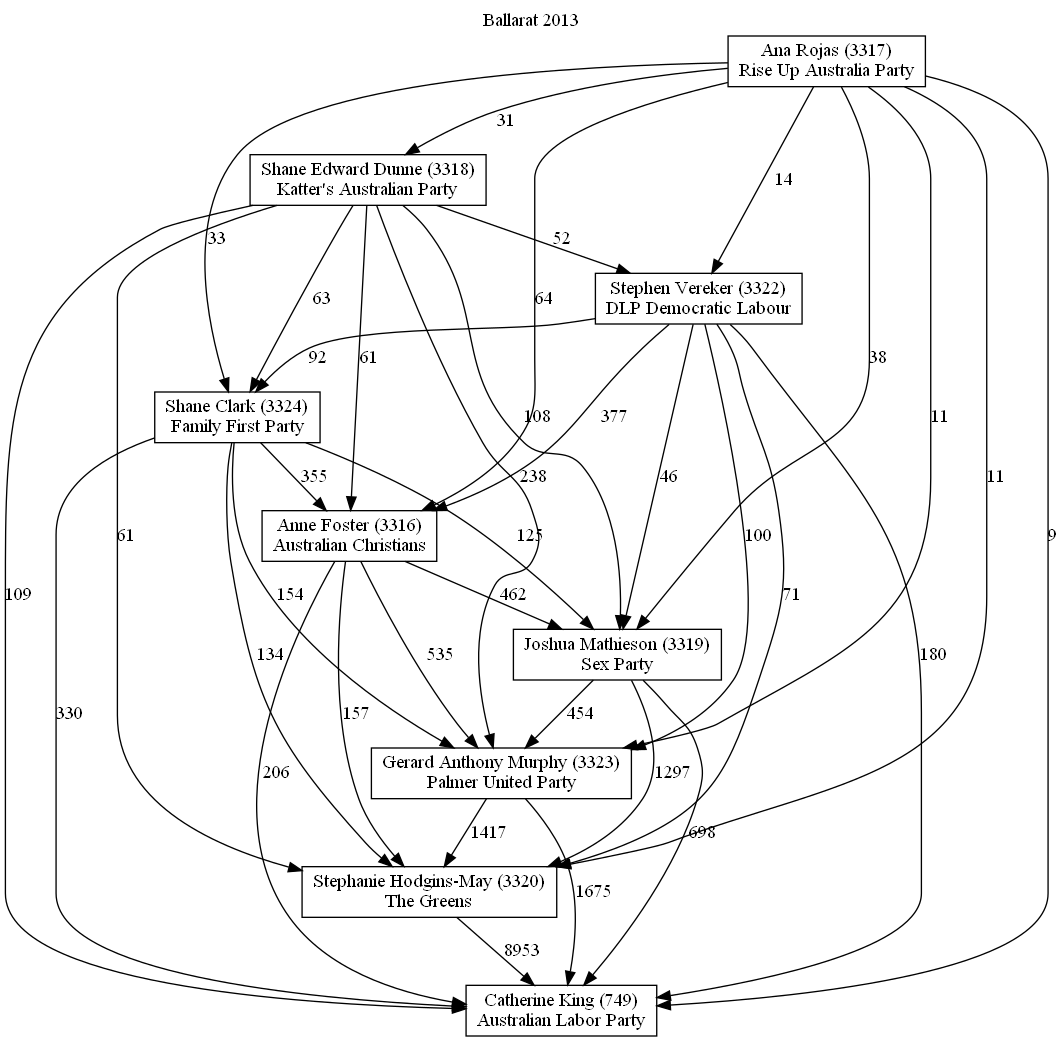 Ballarat 2013
Ana Rojas (3317)
Rise Up Australia Party
31
Shane Edward Dunne (3318)
Katter's Australian Party
14
33
52
Stephen Vereker (3322)
DLP Democratic Labour
63
64
92
61
38
Shane Clark (3324)
Family First Party
108
377
11
355
238
46
11
Anne Foster (3316)
Australian Christians
61
125
100
9
109
154
462
71
Joshua Mathieson (3319)
Sex Party
134
535
180
330
157
454
Gerard Anthony Murphy (3323)
Palmer United Party
206
1297
1417
698
Stephanie Hodgins-May (3320)
The Greens
1675
8953
Catherine King (749)
Australian Labor Party